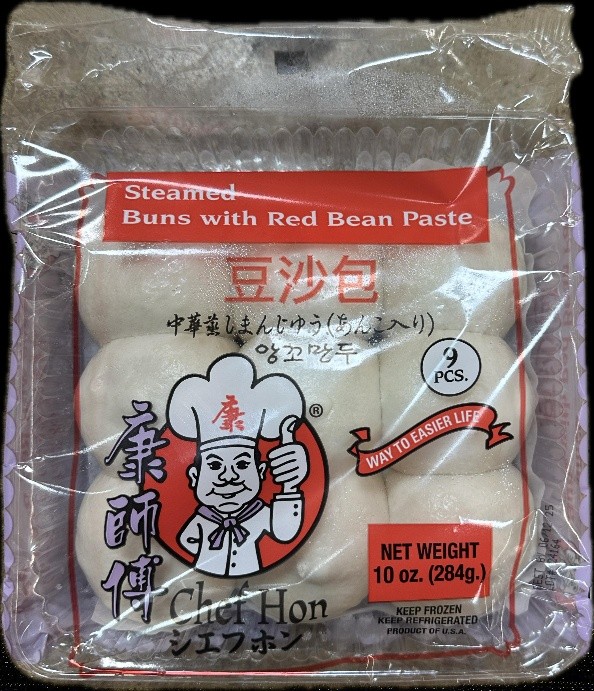 Steamed
Buns with Red Bean Paste
豆沙包
中華蒸しまんじゅう(あんこ入り)
앙꼬만두
9
PCS.
WAY TO EASIER LIFE
康
®
康師傅
Chef Hon
シェフホン
NET WEIGHT
10 oz. (284g.)
KEEP FROZEN
KEEP REFRIGERATED
PRODUCT OF U.S.A.